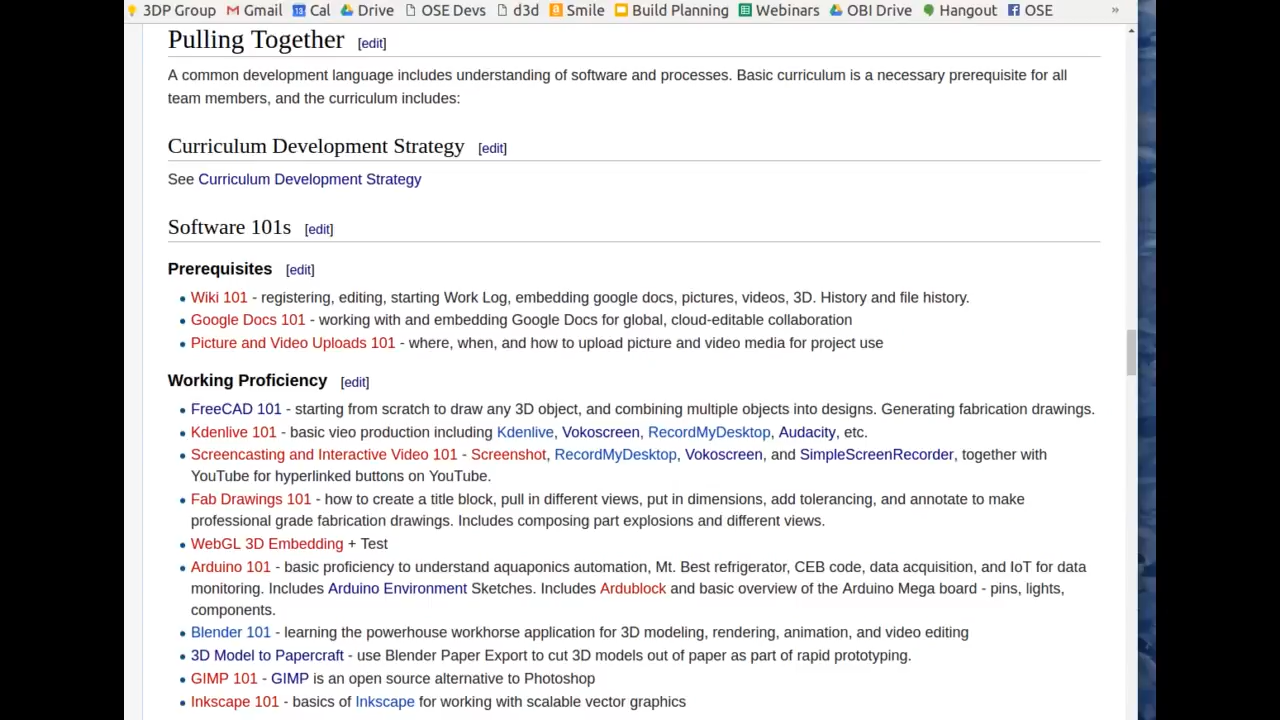 3DP Group Gmail Cal Drive OSE Devs d3d Smile Build Planning Webinars OBI Drive Hangout OSE »
Pulling Together [edit]
A common development language includes understanding of software and processes. Basic curriculum is a necessary prerequisite for all
team members, and the curriculum includes:
Curriculum Development Strategy [edit]
See Curriculum Development Strategy
Software 101s [edit]
Prerequisites [edit]
• Wiki 101 - registering, editing, starting Work Log, embedding google docs, pictures, videos, 3D. History and file history.
• Google Docs 101 - working with and embedding Google Docs for global, cloud-editable collaboration
• Picture and Video Uploads 101 - where, when, and how to upload picture and video media for project use
Working Proficiency [edit]
• FreeCAD 101 - starting from scratch to draw any 3D object, and combining multiple objects into designs. Generating fabrication drawings.
• Kdenlive 101 - basic vieo production including Kdenlive, Vokoscreen, RecordMyDesktop, Audacity, etc.
• Screencasting and Interactive Video 101 - Screenshot, RecordMyDesktop, Vokoscreen, and SimpleScreenRecorder, together with
YouTube for hyperlinked buttons on YouTube.
• Fab Drawings 101 - how to create a title block, pull in different views, put in dimensions, add tolerancing, and annotate to make
professional grade fabrication drawings. Includes composing part explosions and different views.
• WebGL 3D Embedding + Test
• Arduino 101 - basic proficiency to understand aquaponics automation, Mt. Best refrigerator, CEB code, data acquisition, and IoT for data
monitoring. Includes Arduino Environment Sketches. Includes Ardublock and basic overview of the Arduino Mega board - pins, lights,
components.
• Blender 101 - learning the powerhouse workhorse application for 3D modeling, rendering, animation, and video editing
• 3D Model to Papercraft - use Blender Paper Export to cut 3D models out of paper as part of rapid prototyping.
• GIMP 101 - GIMP is an open source alternative to Photoshop
• Inkscape 101 - basics of Inkscape for working with scalable vector graphics